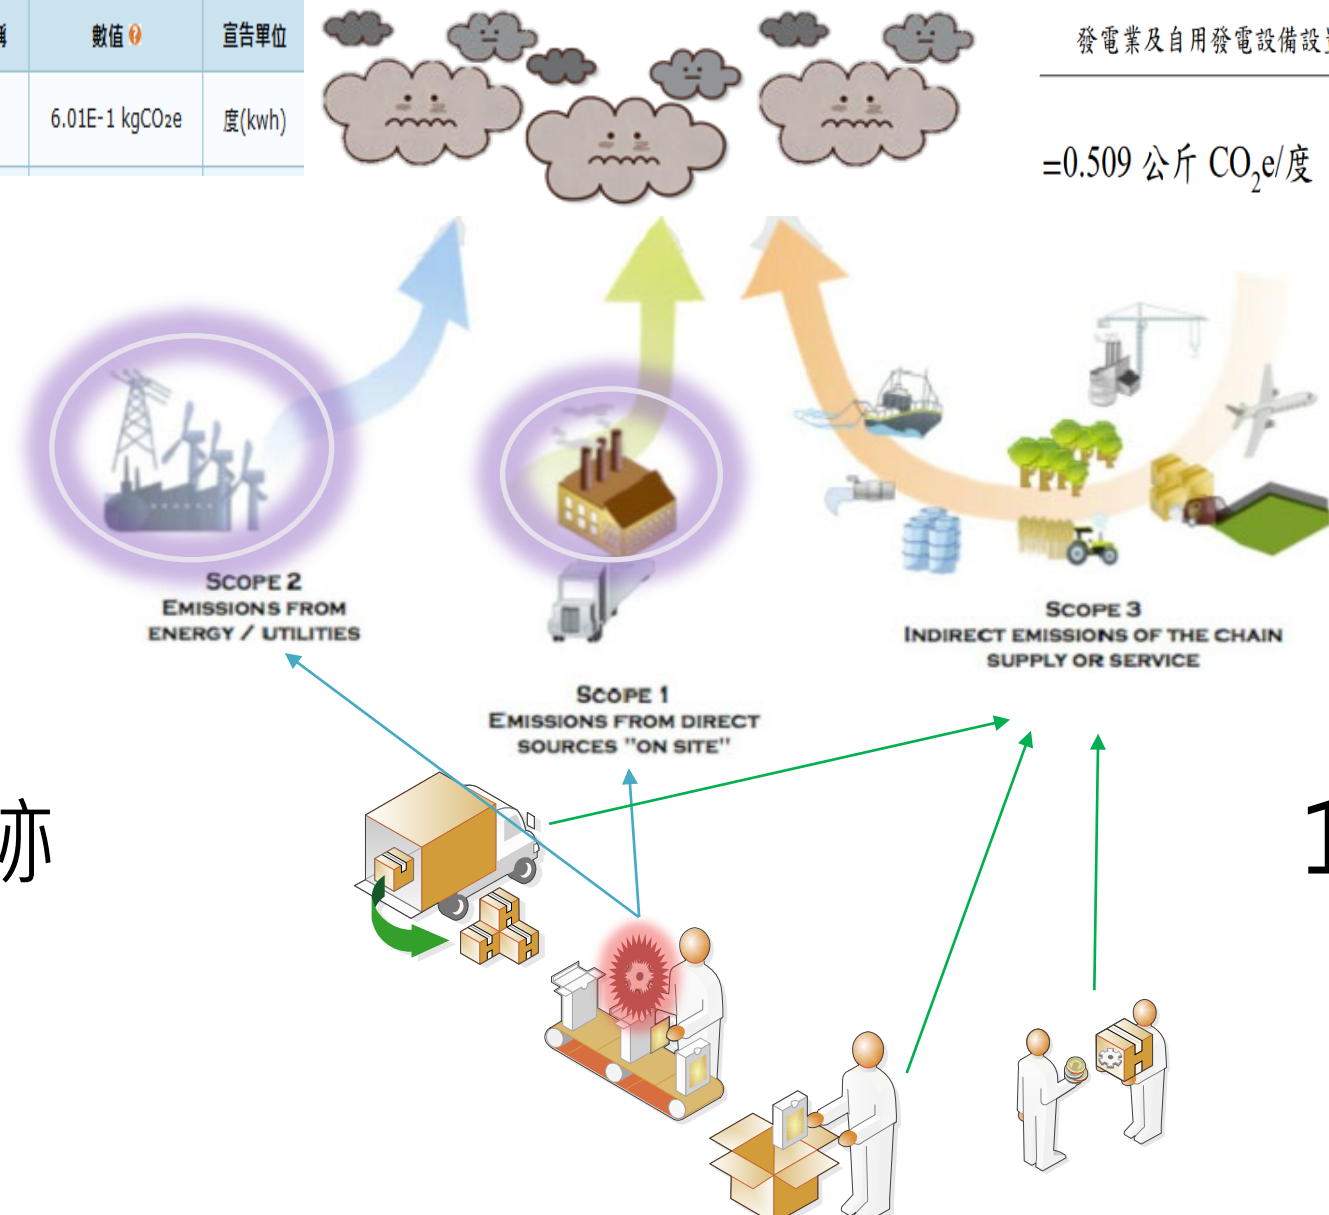 數值
宣告單位
6.01E-1 kgCO₂e
度(kwh)
發電業及自用發電設備設
=0.509 公斤 CO₂e/度
SCOPE 2
EMISSIONS FROM
ENERGY / UTILITIES
SCOPE 1
EMISSIONS FROM DIRECT
SOURCES "ON SITE"
SCOPE 3
INDIRECT EMISSIONS OF THE CHAIN
SUPPLY OR SERVICE